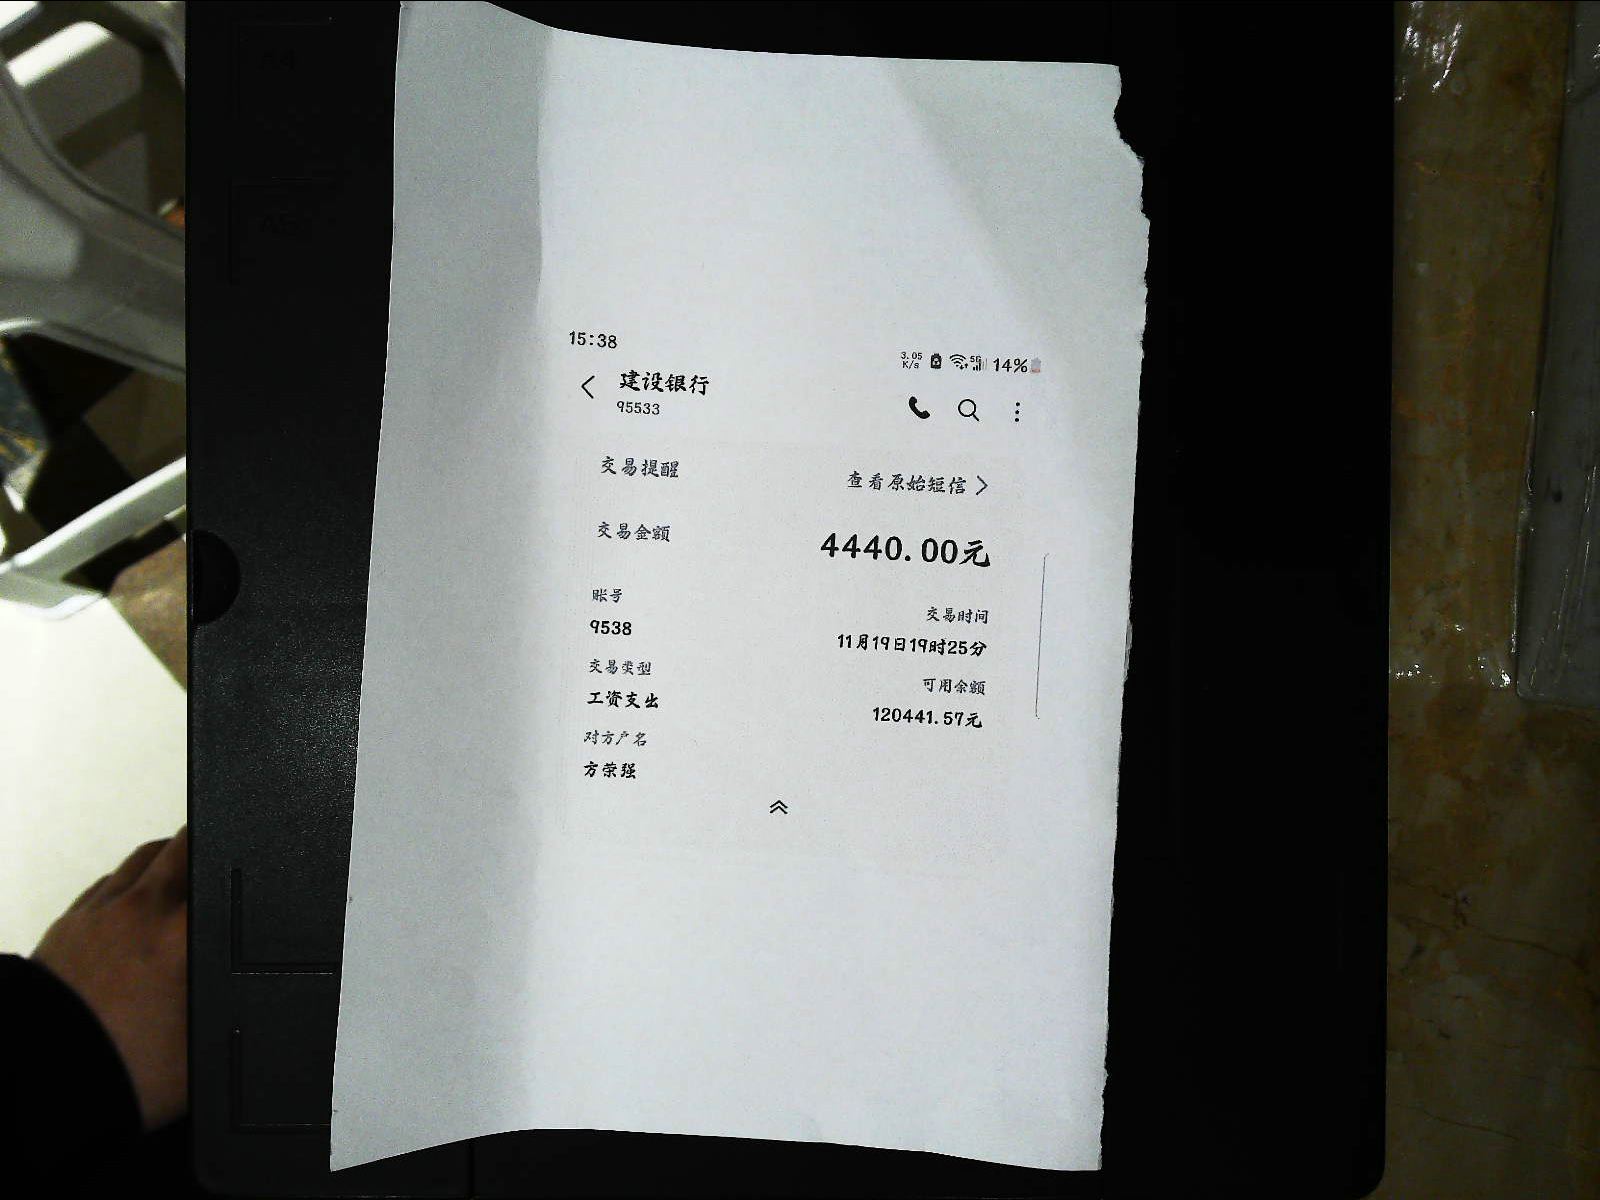 15:38
3.05 K/s 5G 14%
建设银行
95533
交易提醒 查看原始短信
交易金额 4440.00元
账号 交易时间
9538 11月19日19时25分
交易类型 可用余额
工资支出 120441.57元
对方户名
方荣强